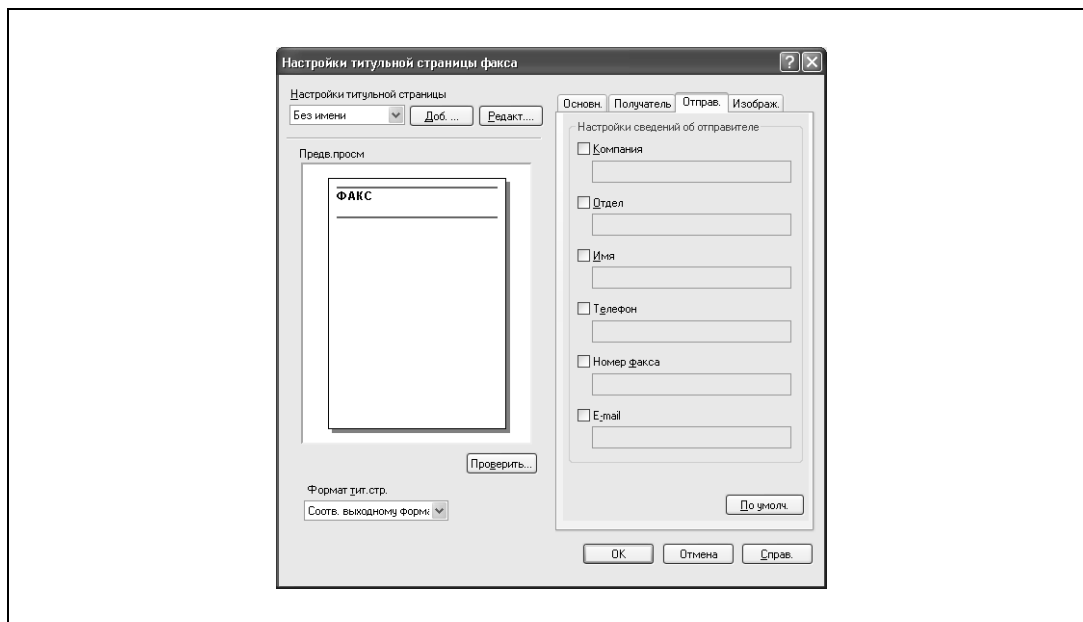 Настройки титульной страницы факса
Настройки титульной страницы
Без имени
Доб. ...
Редакт....
Предв.просм
ФАКС
Проверить...
Формат тит.стр.
Соотв. выходному форма
Основн.
Получатель
Отправ.
Изображ.
Настройки сведений об отправителе
Компания
Отдел
Имя
Телефон
Номер факса
E-mail
По умолч.
OK
Отмена
Справ.